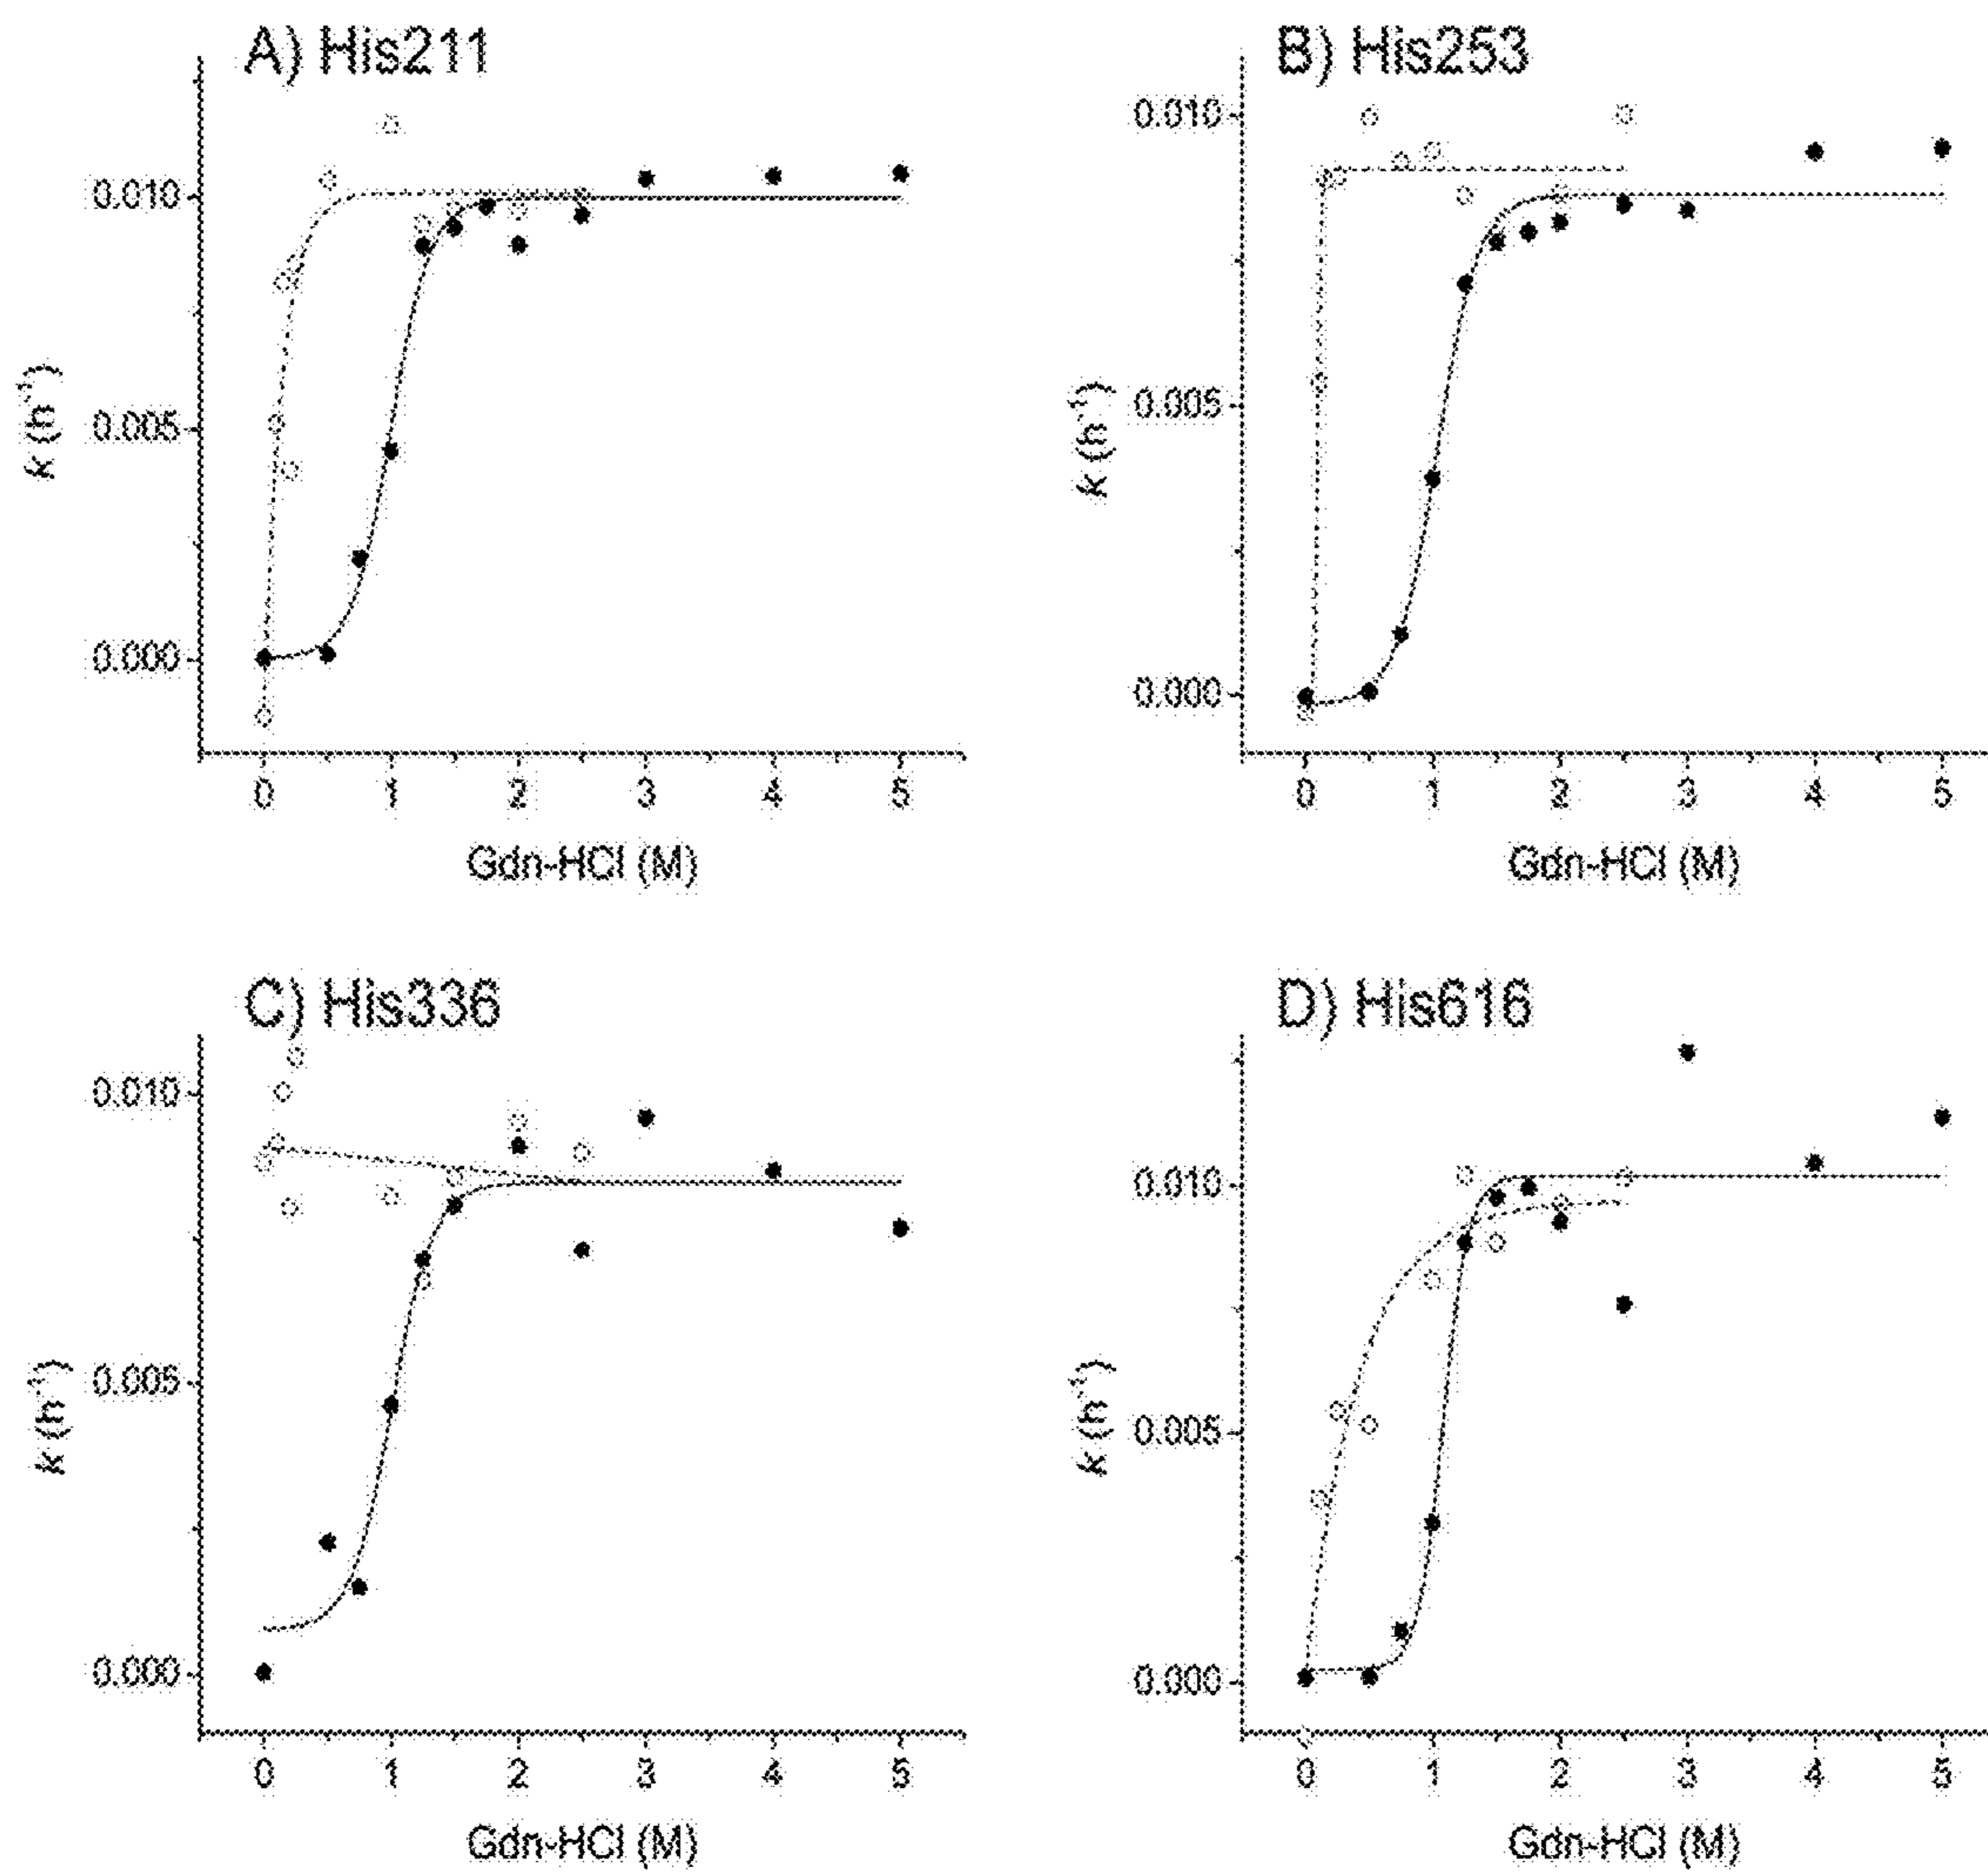 A) His211
0.010
0.005
0.000
k (h⁻¹)
0 1 2 3 4 5
Gdn-HCl (M)
B) His253
0.010
0.005
0.000
k (h⁻¹)
0 1 2 3 4 5
Gdn-HCl (M)
C) His336
0.010
0.005
0.000
k (h⁻¹)
0 1 2 3 4 5
Gdn-HCl (M)
D) His616
0.010
0.005
0.000
k (h⁻¹)
0 1 2 3 4 5
Gdn-HCl (M)